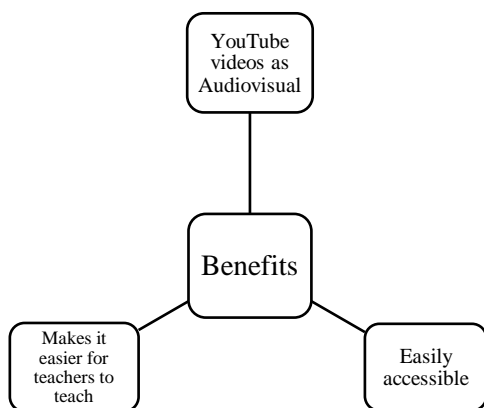 YouTube
videos as
Audiovisual
Benefits
Makes it
easier for
teachers to
teach
Easily
accessible